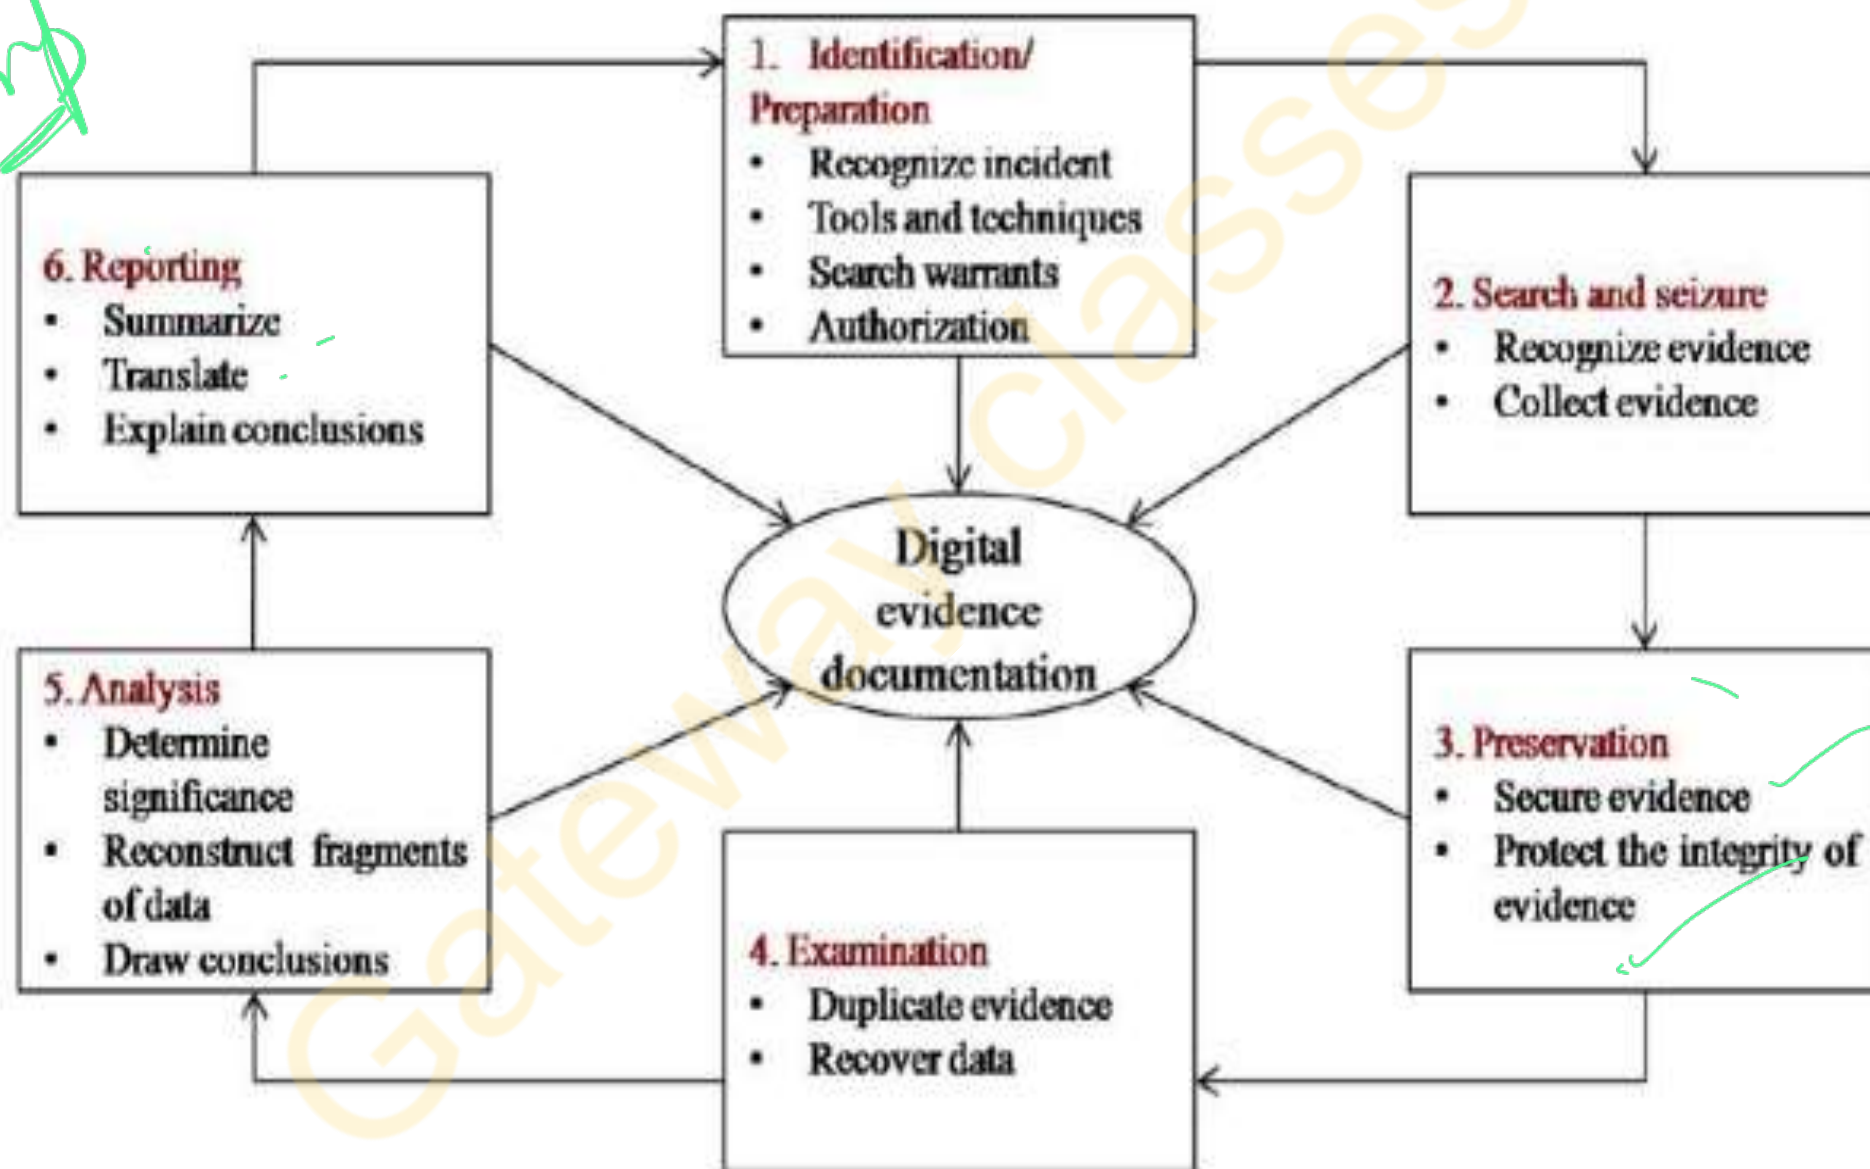 1. Identification/
Preparation
• Recognize incident
• Tools and techniques
• Search warrants
• Authorization
2. Search and seizure
• Recognize evidence
• Collect evidence
3. Preservation
• Secure evidence
• Protect the integrity of
evidence
4. Examination
• Duplicate evidence
• Recover data
5. Analysis
• Determine
significance
• Reconstruct fragments
of data
• Draw conclusions
6. Reporting
• Summarize
• Translate
• Explain conclusions
Digital
evidence
documentation
Gateway classes